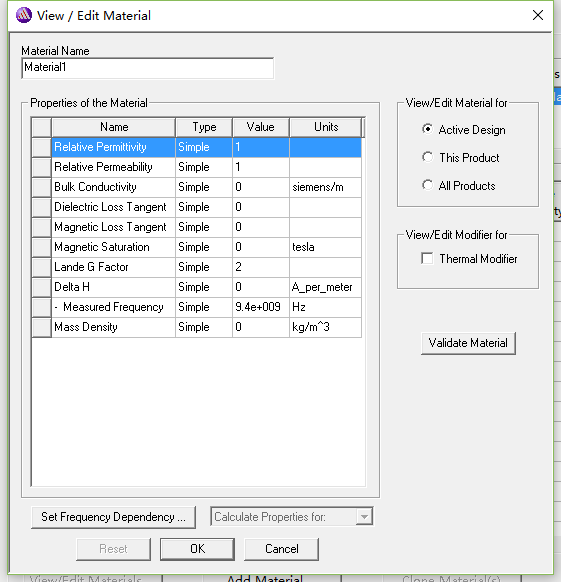 View / Edit Material
Material Name
Material1
Properties of the Material
Name Type Value Units
Relative Permittivity Simple 1
Relative Permeability Simple 1
Bulk Conductivity Simple 0 siemens/m
Dielectric Loss Tangent Simple 0
Magnetic Loss Tangent Simple 0
Magnetic Saturation Simple 0 tesla
Lande G Factor Simple 2
Delta H Simple 0 A_per_meter
- Measured Frequency Simple 9.4e+009 Hz
Mass Density Simple 0 kg/m^3
View/Edit Material for
Active Design
This Product
All Products
View/Edit Modifier for
Thermal Modifier
Validate Material
Set Frequency Dependency ...
Calculate Properties for:
Reset OK Cancel
View/Edit Materials Add Material Clone Material(s)